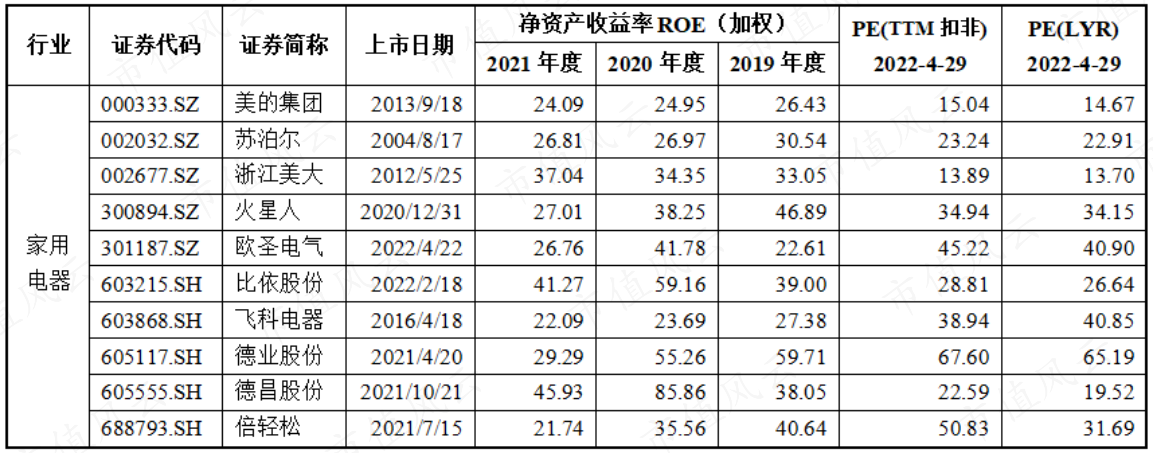 行业 证券代码 证券简称 上市日期 净资产收益率ROE（加权） PE(TTM 扣非) PE(LYR)
2021 年度 2020 年度 2019 年度 2022-4-29 2022-4-29
家用电器
000333.SZ 美的集团 2013/9/18 24.09 24.95 26.43 15.04 14.67
002032.SZ 苏泊尔 2004/8/17 26.81 26.97 30.54 23.24 22.91
002677.SZ 浙江美大 2012/5/25 37.04 34.35 33.05 13.89 13.70
300894.SZ 火星人 2020/12/31 27.01 38.25 46.89 34.94 34.15
301187.SZ 欧圣电气 2022/4/22 26.76 41.78 22.61 45.22 40.90
603215.SH 比依股份 2022/2/18 41.27 59.16 39.00 28.81 26.64
603868.SH 飞科电器 2016/4/18 22.09 23.69 27.38 38.94 40.85
605117.SH 德业股份 2021/4/20 29.29 55.26 59.71 67.60 65.19
605555.SH 德昌股份 2021/10/21 45.93 85.86 38.05 22.59 19.52
688793.SH 倍轻松 2021/7/15 21.74 35.56 40.64 50.83 31.69
市值风云